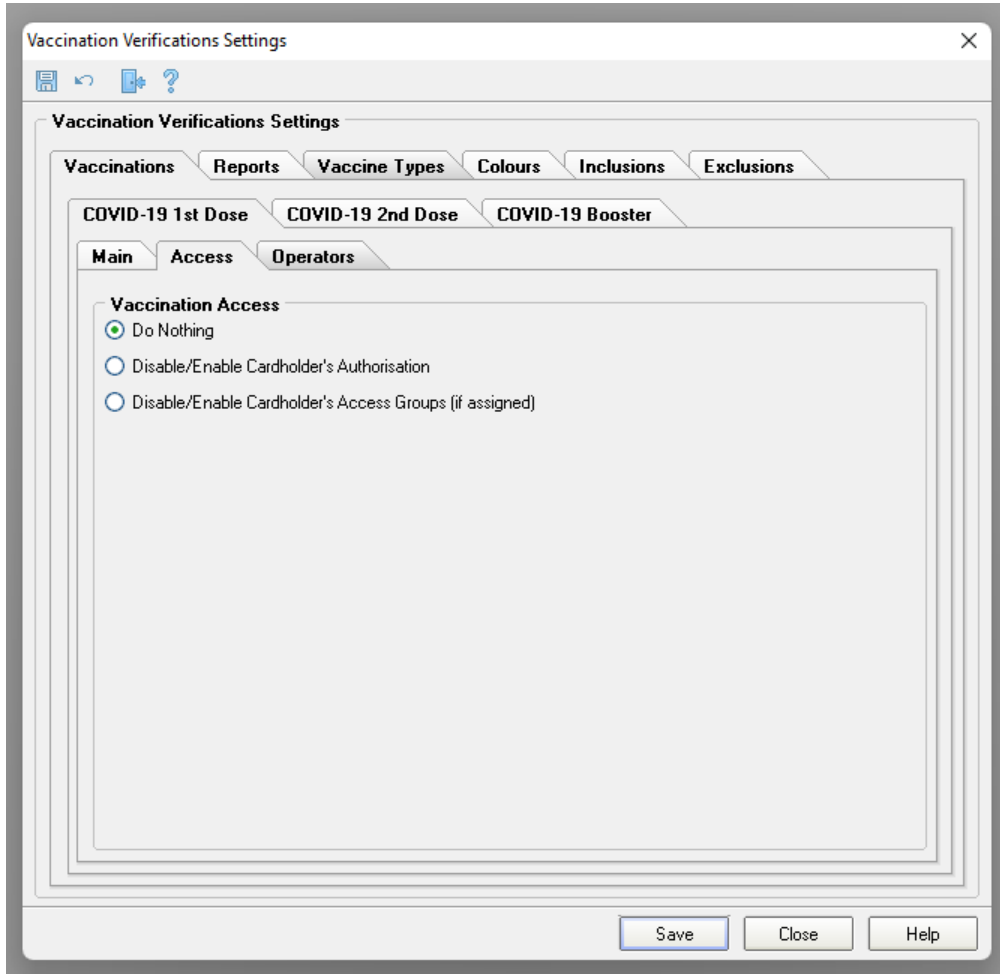 Vaccination Verifications Settings
Vaccination Verifications Settings
Vaccinations Reports Vaccine Types Colours Inclusions Exclusions
COVID-19 1st Dose COVID-19 2nd Dose COVID-19 Booster
Main Access Operators
Vaccination Access
Do Nothing
Disable/Enable Cardholder's Authorisation
Disable/Enable Cardholder's Access Groups (if assigned)
Save Close Help